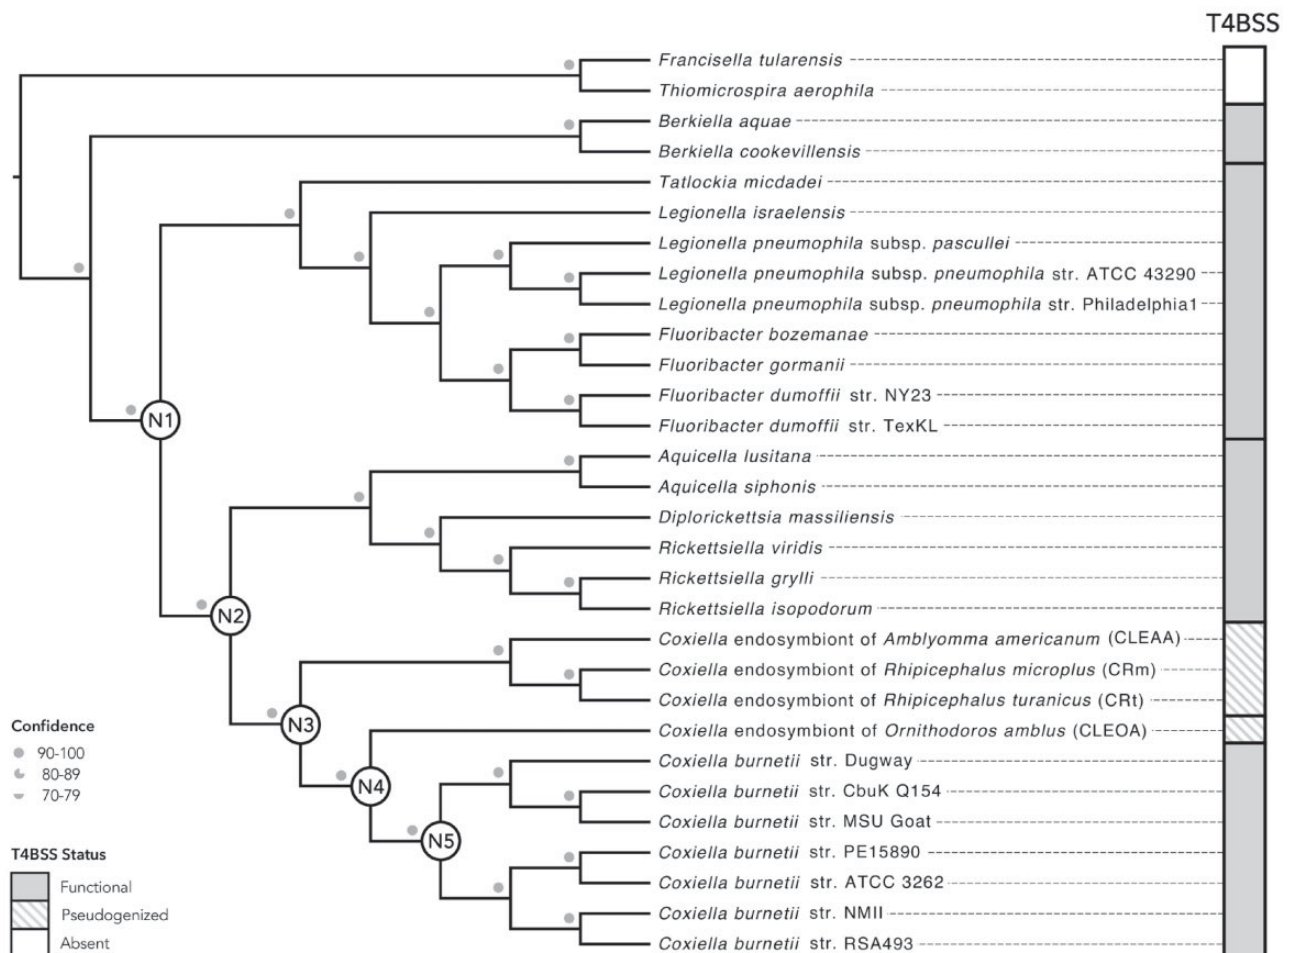 T4BSS
Francisella tularensis
Thiomicrospira aerophila
Berkiella aquae
Berkiella cookevillensis
Tatlockia micdadei
Legionella israelensis
Legionella pneumophila subsp. pascullei
Legionella pneumophila subsp. pneumophila str. ATCC 43290
Legionella pneumophila subsp. pneumophila str. Philadelphia1
Fluoribacter bozemanae
Fluoribacter gormanii
Fluoribacter dumoffii str. NY23
N1
Fluoribacter dumoffii str. TexKL
Aquicella lusitana
Aquicella siphonis
Diplorickettsia massiliensis
Rickettsiella viridis
Rickettsiella grylli
Rickettsiella isopodorum
N2
Coxiella endosymbiont of Amblyomma americanum (CLEAA)
Coxiella endosymbiont of Rhipicephalus microplus (CRm)
Coxiella endosymbiont of Rhipicephalus turanicus (CRt)
N3
Coxiella endosymbiont of Ornithodoros amblus (CLEOA)
Coxiella burnetii str. Dugway
N4
Coxiella burnetii str. CbuK Q154
Coxiella burnetii str. MSU Goat
N5
Coxiella burnetii str. PE15890
Coxiella burnetii str. ATCC 3262
Coxiella burnetii str. NMII
Coxiella burnetii str. RSA493
Confidence
90-100
80-89
70-79
T4BSS Status
Functional
Pseudogenized
Absent